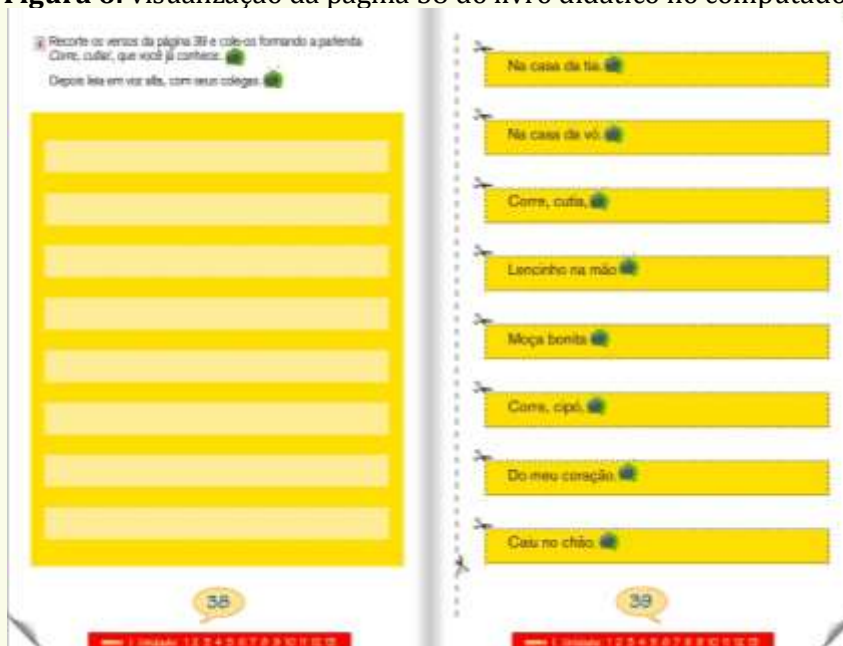 Figura 6. Visualização da página 38 do livro didático no computado
Recorte os versos da página 39 e cole-os formando a parlenda
Corre, cutia!, que você já conhece.
Depois leia em voz alta, com seus colegas.
38
Na casa da tia.
Na casa da vó.
Corre, cutia,
Lencinho na mão
Moça bonita
Corre, cipó,
Do meu coração.
Caiu no chão.
39